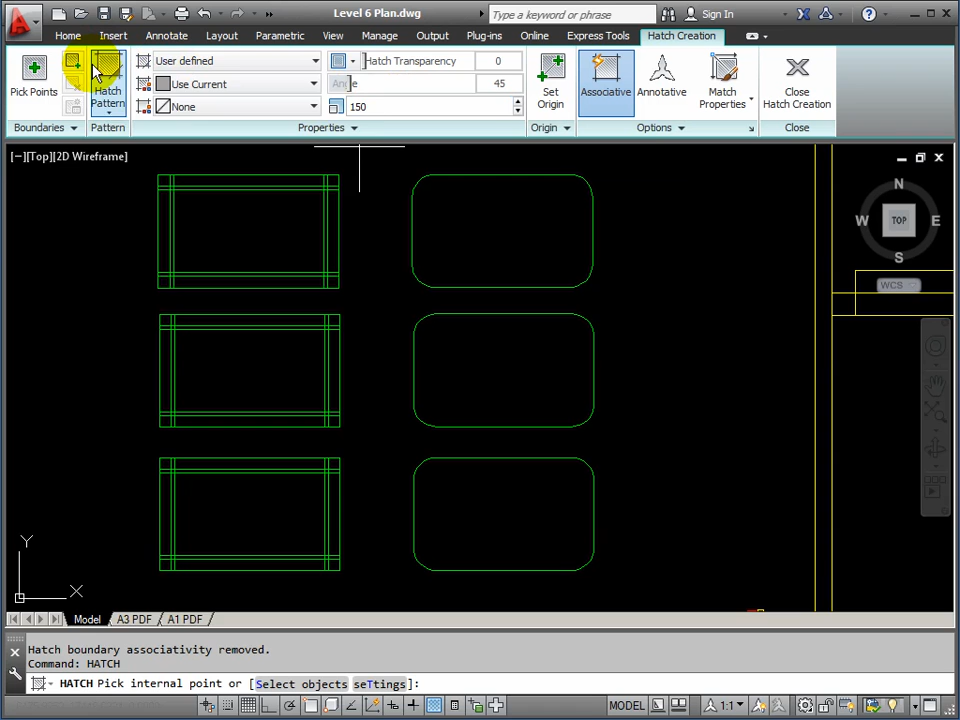 Level 6 Plan.dwg
Type a keyword or phrase
Sign In
Home Insert Annotate Layout Parametric View Manage Output Plug-ins Online Express Tools Hatch Creation
Pick Points
Hatch Pattern
User defined
Use Current
None
Hatch Transparency 0
Angle 45
150
Set Origin
Associative
Annotative
Match Properties
Close Hatch Creation
Boundaries Pattern Properties Origin Options Close
[−][Top][2D Wireframe]
N
W TOP E
S
WCS
Y
X
Model A3 PDF A1 PDF
Hatch boundary associativity removed.
Command: HATCH
HATCH Pick internal point or [Select objects seTtings]:
MODEL 1:1